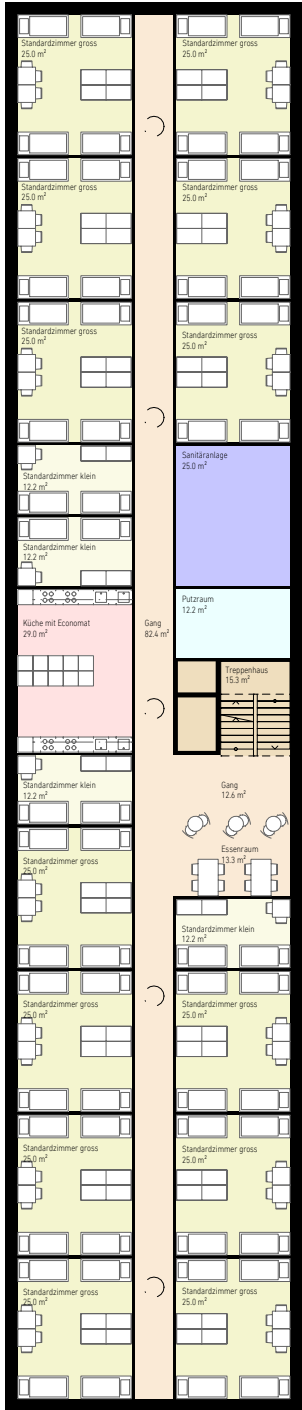 Standardzimmer gross
25.0 m²
Standardzimmer gross
25.0 m²
Standardzimmer gross
25.0 m²
Standardzimmer gross
25.0 m²
Standardzimmer gross
25.0 m²
Standardzimmer gross
25.0 m²
Standardzimmer klein
12.2 m²
Sanitäranlage
25.0 m²
Standardzimmer klein
12.2 m²
Küche mit Economat
29.0 m²
Gang
82.4 m²
Putzraum
12.2 m²
Treppenhaus
15.3 m²
Standardzimmer klein
12.2 m²
Gang
12.6 m²
Standardzimmer gross
25.0 m²
Essenraum
13.3 m²
Standardzimmer klein
12.2 m²
Standardzimmer gross
25.0 m²
Standardzimmer gross
25.0 m²
Standardzimmer gross
25.0 m²
Standardzimmer gross
25.0 m²
Standardzimmer gross
25.0 m²
Standardzimmer gross
25.0 m²